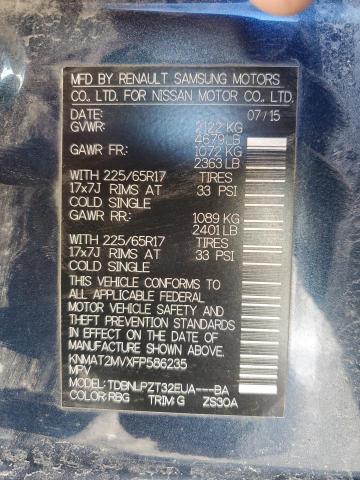 MFD BY RENAULT SAMSUNG MOTORS
CO., LTD. FOR NISSAN MOTOR CO., LTD.
DATE: 07/15
GVWR: 2122 KG
4679 LB
GAWR FR: 1072 KG
2363 LB
WITH 225/65R17 TIRES
17x7J RIMS AT 33 PSI
COLD SINGLE
GAWR RR: 1089 KG
2401 LB
WITH 225/65R17 TIRES
17x7J RIMS AT 33 PSI
COLD SINGLE
THIS VEHICLE CONFORMS TO
ALL APPLICABLE FEDERAL
MOTOR VEHICLE SAFETY AND
THEFT PREVENTION STANDARDS
IN EFFECT ON THE DATE OF
MANUFACTURE SHOWN ABOVE.
KNMAT2MVXFP586235
MPV
MODEL: TDBNLPZT32EUA---BA
COLOR: RBG TRIM: G ZS30A